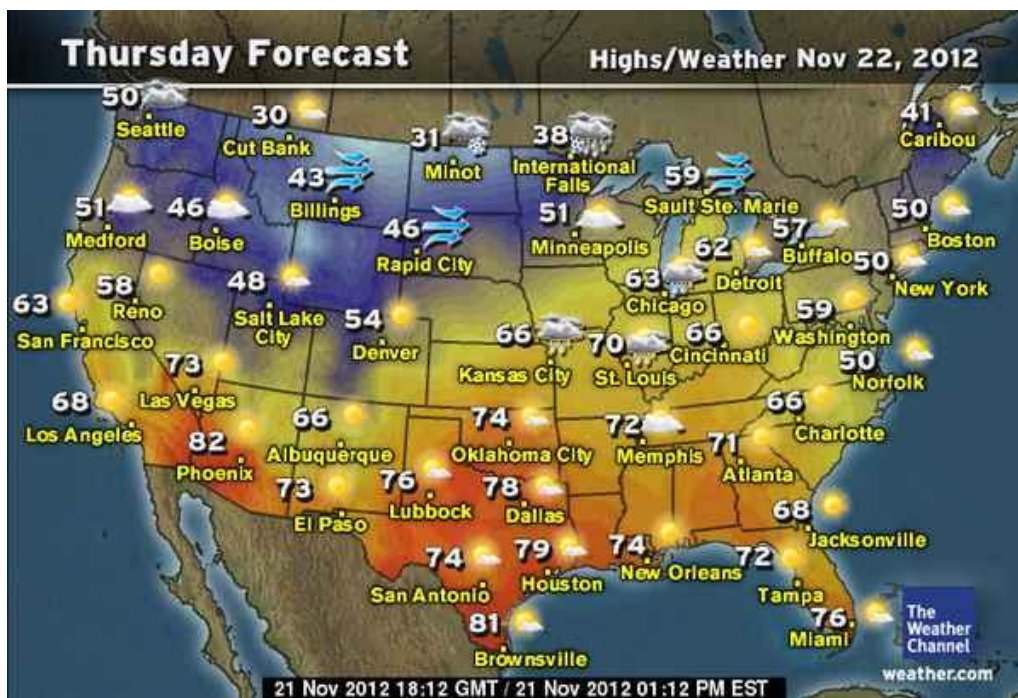 Thursday Forecast
Highs/Weather Nov 22, 2012
50
Seattle
30
Cut Bank
31
Minot
38
International
Falls
41
Caribou
43
Billings
59
Sault Ste. Marie
51
Medford
46
Boise
46
Rapid City
51
Minneapolis
57
Buffalo
50
Boston
62
Detroit
50
New York
58
Reno
48
Salt Lake
City
63
Chicago
63
San Francisco
54
Denver
59
Washington
66
Kansas City
70
St. Louis
66
Cincinnati
50
Norfolk
73
Las Vegas
68
Los Angeles
66
Albuquerque
74
Oklahoma City
72
Memphis
66
Charlotte
82
Phoenix
71
Atlanta
73
El Paso
76
Lubbock
78
Dallas
68
Jacksonville
74
San Antonio
79
Houston
74
New Orleans
72
Tampa
81
Brownsville
76
Miami
The
Weather
Channel
weather.com
21 Nov 2012 18:12 GMT / 21 Nov 2012 01:12 PM EST